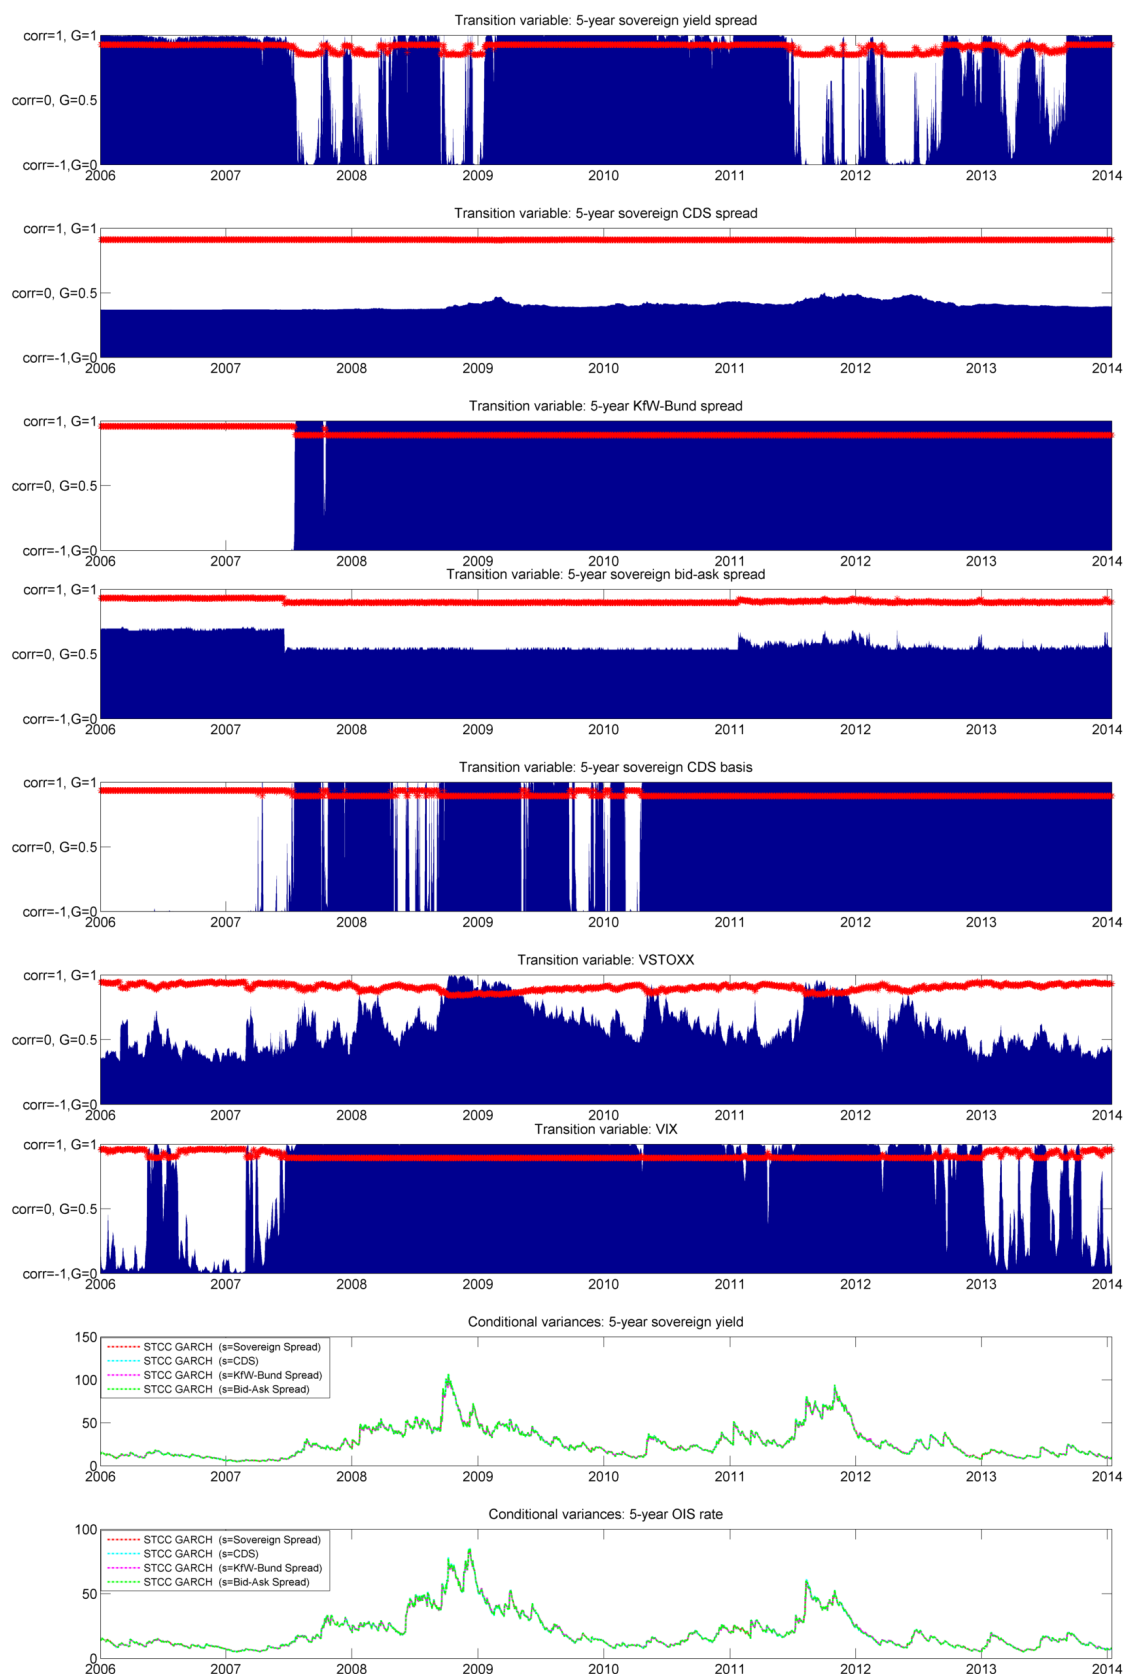 Transition variable: 5-year sovereign yield spread
corr=1, G=1
corr=0, G=0.5
corr=-1,G=0
2006 2007 2008 2009 2010 2011 2012 2013 2014
Transition variable: 5-year sovereign CDS spread
corr=1, G=1
corr=0, G=0.5
corr=-1,G=0
2006 2007 2008 2009 2010 2011 2012 2013 2014
Transition variable: 5-year KfW-Bund spread
corr=1, G=1
corr=0, G=0.5
corr=-1,G=0
2006 2007 2008 2009 2010 2011 2012 2013 2014
Transition variable: 5-year sovereign bid-ask spread
corr=1, G=1
corr=0, G=0.5
corr=-1,G=0
2006 2007 2008 2009 2010 2011 2012 2013 2014
Transition variable: 5-year sovereign CDS basis
corr=1, G=1
corr=0, G=0.5
corr=-1,G=0
2006 2007 2008 2009 2010 2011 2012 2013 2014
Transition variable: VSTOXX
corr=1, G=1
corr=0, G=0.5
corr=-1,G=0
2006 2007 2008 2009 2010 2011 2012 2013 2014
Transition variable: VIX
corr=1, G=1
corr=0, G=0.5
corr=-1,G=0
2006 2007 2008 2009 2010 2011 2012 2013 2014
Conditional variances: 5-year sovereign yield
150
100
50
0
STCC GARCH (s=Sovereign Spread)
STCC GARCH (s=CDS)
STCC GARCH (s=KfW-Bund Spread)
STCC GARCH (s=Bid-Ask Spread)
2006 2007 2008 2009 2010 2011 2012 2013 2014
Conditional variances: 5-year OIS rate
100
50
0
STCC GARCH (s=Sovereign Spread)
STCC GARCH (s=CDS)
STCC GARCH (s=KfW-Bund Spread)
STCC GARCH (s=Bid-Ask Spread)
2006 2007 2008 2009 2010 2011 2012 2013 2014